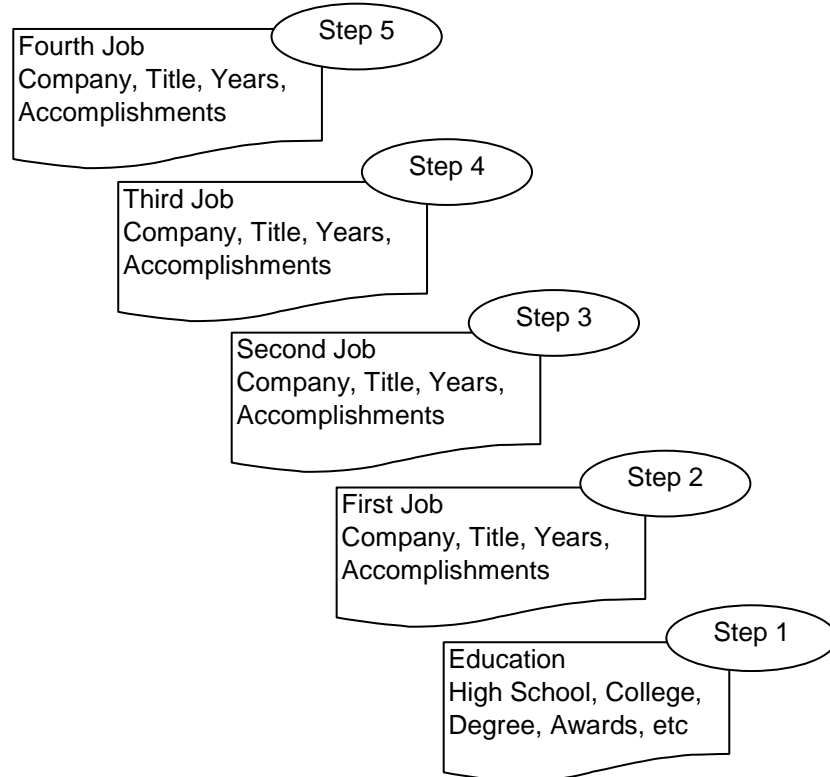 Step 5
Fourth Job
Company, Title, Years,
Accomplishments
Step 4
Third Job
Company, Title, Years,
Accomplishments
Step 3
Second Job
Company, Title, Years,
Accomplishments
Step 2
First Job
Company, Title, Years,
Accomplishments
Step 1
Education
High School, College,
Degree, Awards, etc